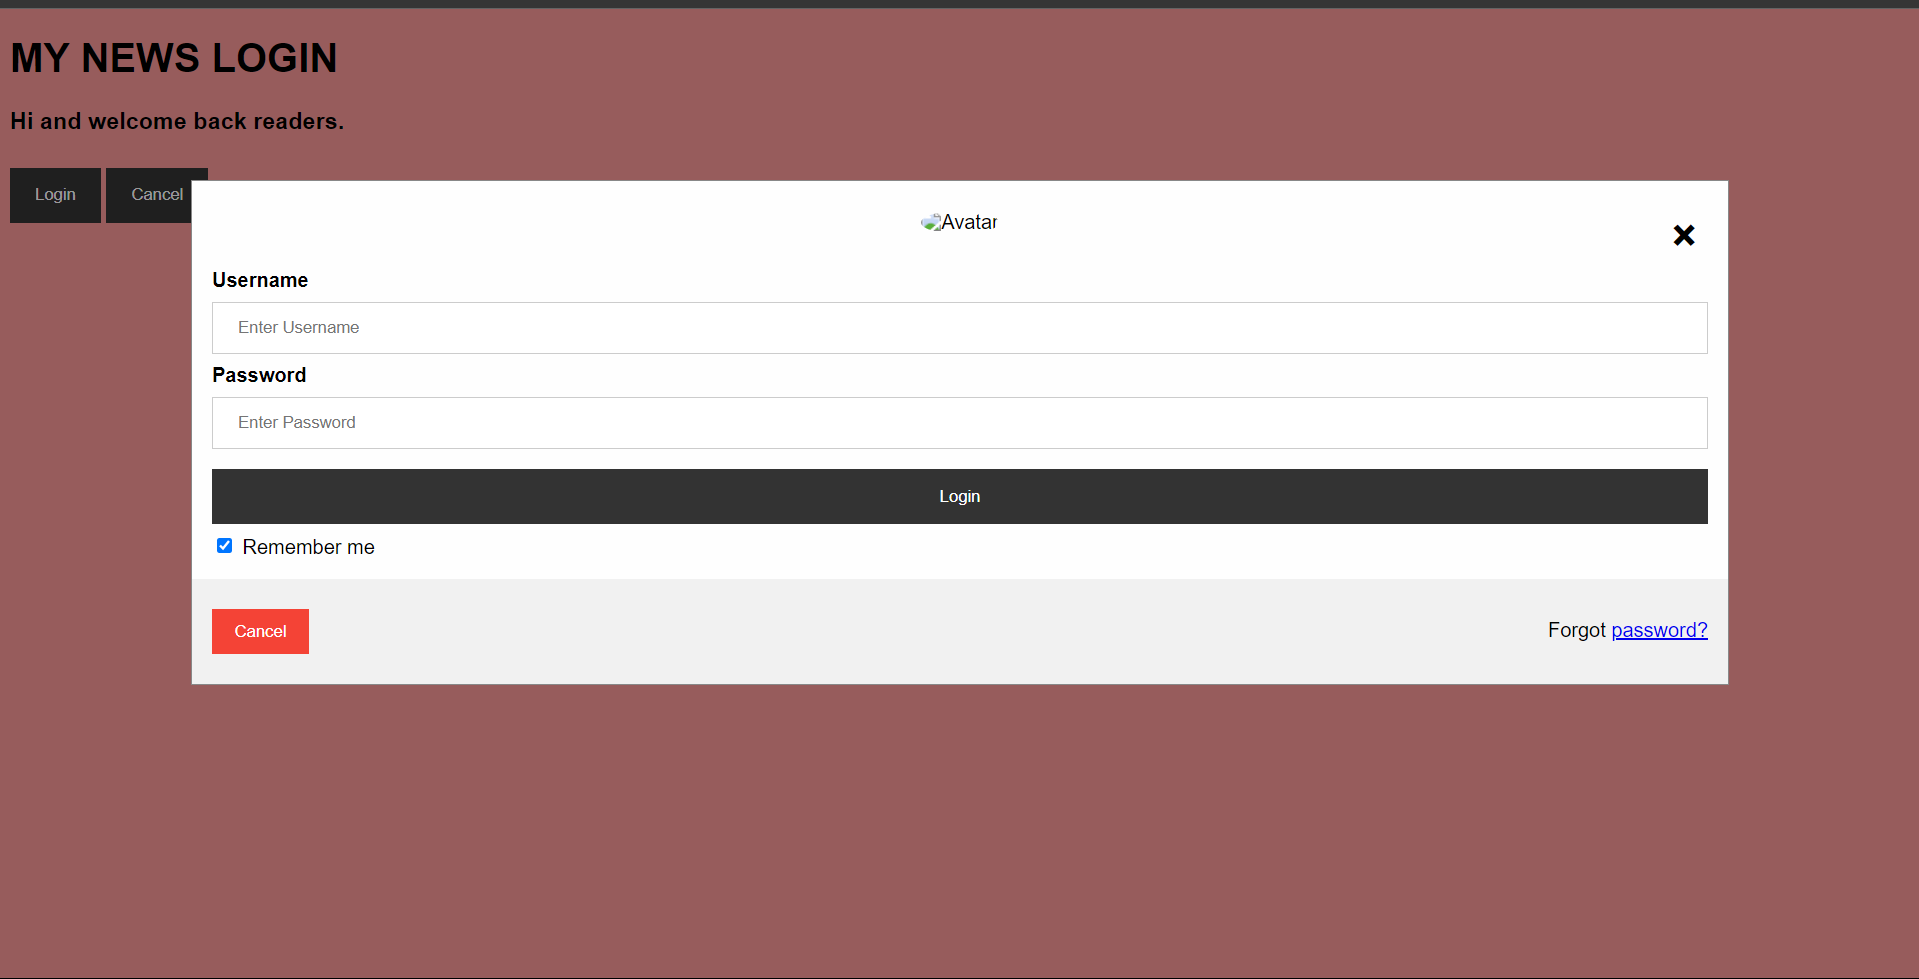 MY NEWS LOGIN
Hi and welcome back readers.
Login Cancel
Avatar
×
Username
Enter Username
Password
Enter Password
Login
Remember me
Cancel Forgot password?